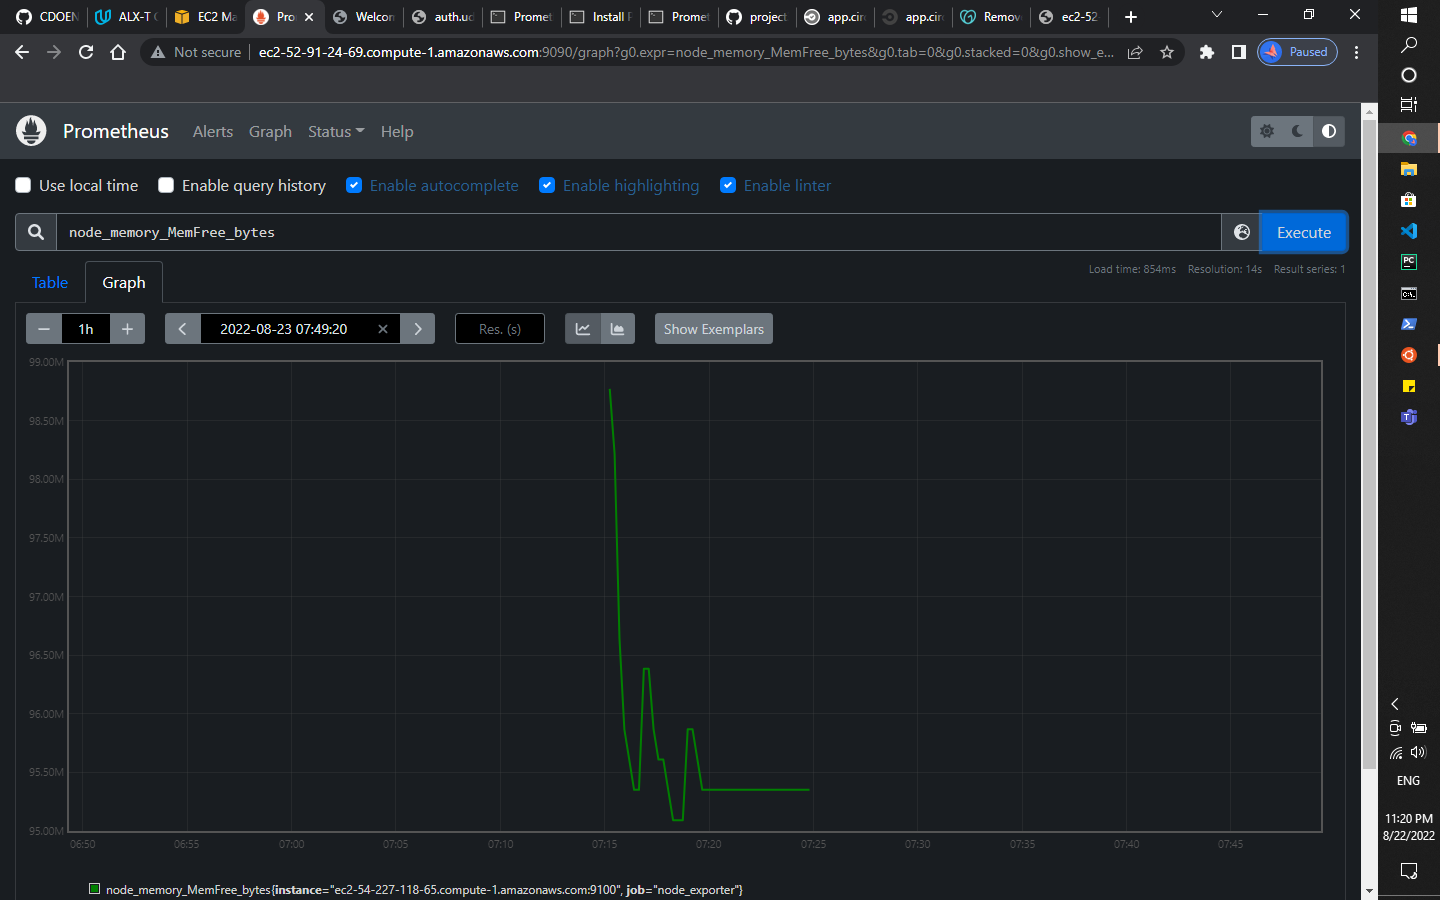 CDOEN
ALX-T
EC2 Ma
Pro
Welcon
auth.ud
Promet
Install
Promet
project
app.circ
app.circ
Remov
ec2-52-
Not secure
ec2-52-91-24-69.compute-1.amazonaws.com:9090/graph?g0.expr=node_memory_MemFree_bytes&g0.tab=0&g0.stacked=0&g0.show_e...
Paused
Prometheus
Alerts
Graph
Status
Help
Use local time
Enable query history
Enable autocomplete
Enable highlighting
Enable linter
node_memory_MemFree_bytes
Execute
Table
Graph
Load time: 854ms
Resolution: 14s
Result series: 1
1h
2022-08-23 07:49:20
Res. (s)
Show Exemplars
99.00M
98.50M
98.00M
97.50M
97.00M
96.50M
96.00M
95.50M
95.00M
06:50
06:55
07:00
07:05
07:10
07:15
07:20
07:25
07:30
07:35
07:40
07:45
node_memory_MemFree_bytes{instance="ec2-54-227-118-65.compute-1.amazonaws.com:9100", job="node_exporter"}
PC
ENG
11:20 PM
8/22/2022